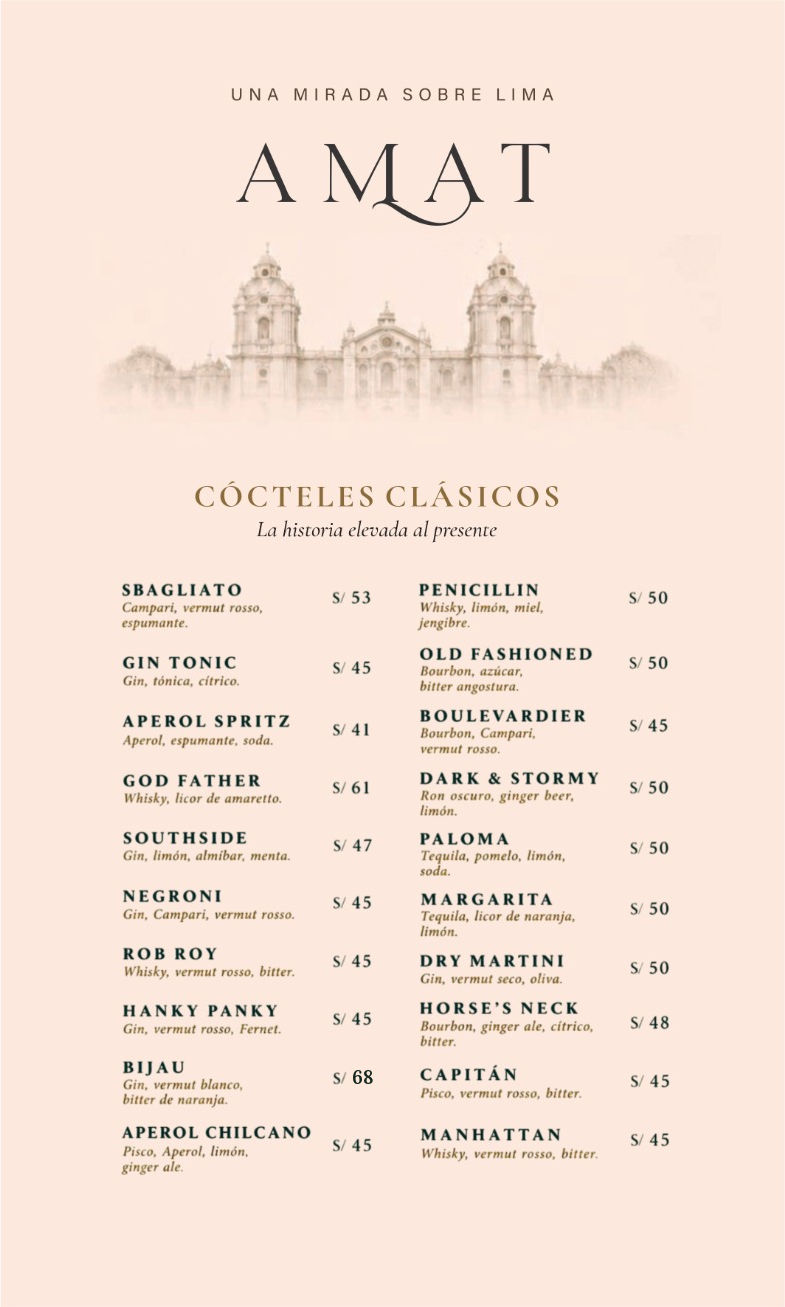 UNA MIRADA SOBRE LIMA
AMAT
CÓCTELES CLÁSICOS
La historia elevada al presente
SBAGLIATO
Campari, vermut rosso,
espumante.
S/ 53
GIN TONIC
Gin, tónica, cítrico.
S/ 45
APEROL SPRITZ
Aperol, espumante, soda.
S/ 41
GOD FATHER
Whisky, licor de amaretto.
S/ 61
SOUTHSIDE
Gin, limón, almíbar, menta.
S/ 47
NEGRONI
Gin, Campari, vermut rosso.
S/ 45
ROB ROY
Whisky, vermut rosso, bitter.
S/ 45
HANKY PANKY
Gin, vermut rosso, Fernet.
S/ 45
BIJAU
Gin, vermut blanco,
bitter de naranja.
S/ 68
APEROL CHILCANO
Pisco, Aperol, limón,
ginger ale.
S/ 45
PENICILLIN
Whisky, limón, miel,
jengibre.
S/ 50
OLD FASHIONED
Bourbon, azúcar,
bitter angostura.
S/ 50
BOULEVARDIER
Bourbon, Campari,
vermut rosso.
S/ 45
DARK & STORMY
Ron oscuro, ginger beer,
limón.
S/ 50
PALOMA
Tequila, pomelo, limón,
soda.
S/ 50
MARGARITA
Tequila, licor de naranja,
limón.
S/ 50
DRY MARTINI
Gin, vermut seco, oliva.
S/ 50
HORSE'S NECK
Bourbon, ginger ale, cítrico,
bitter.
S/ 48
CAPITÁN
Pisco, vermut rosso, bitter.
S/ 45
MANHATTAN
Whisky, vermut rosso, bitter.
S/ 45